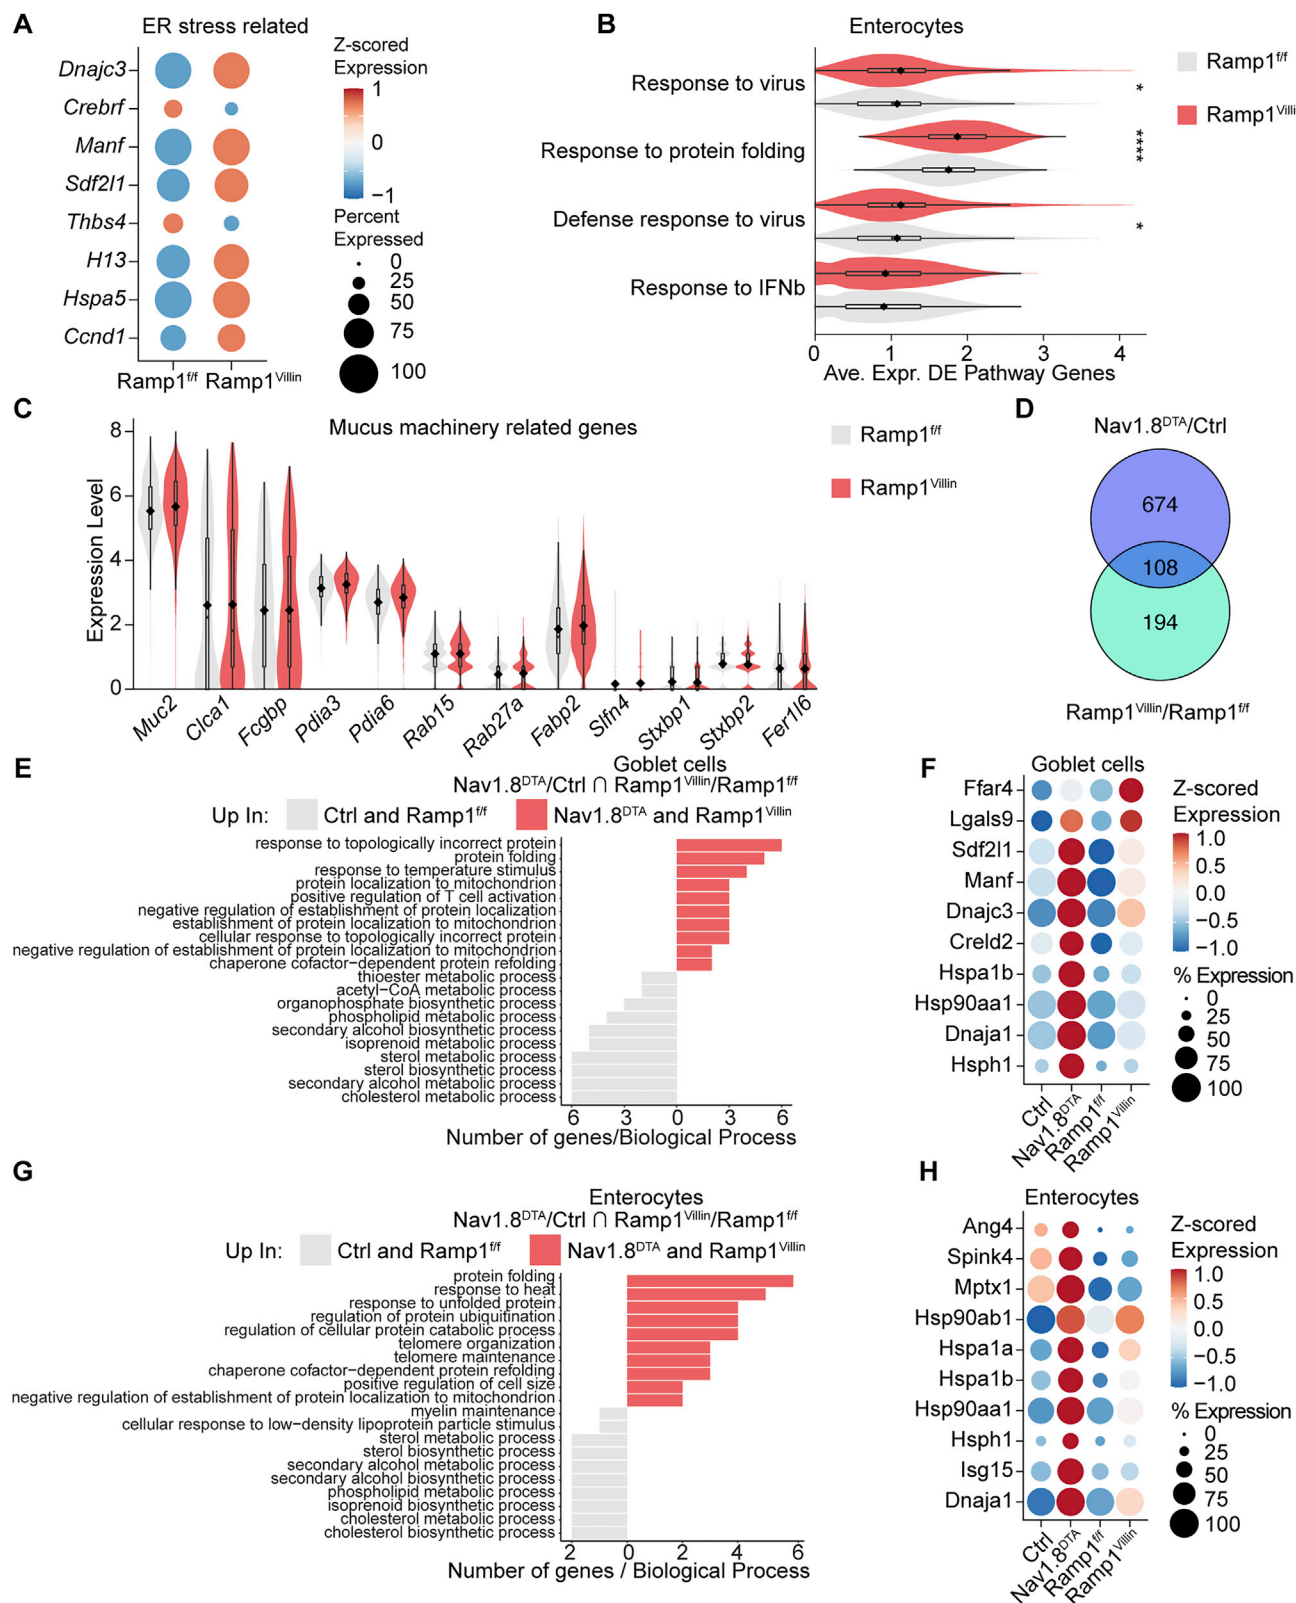 A
ER stress related
Dnajc3
Crebrf
Manf
Sdf2l1
Thbs4
H13
Hspa5
Ccnd1
Ramp1f/f Ramp1Villin
Z-scored
Expression
1
0
−1
Percent
Expressed
0
25
50
75
100
B
Enterocytes
Response to virus
Response to protein folding
Defense response to virus
Response to IFNb
*
****
*
0 1 2 3 4
Ave. Expr. DE Pathway Genes
Ramp1f/f
Ramp1Villi
C
Mucus machinery related genes
Expression Level
8
6
4
2
0
Muc2 Clca1 Fcgbp Pdia3 Pdia6 Rab15 Rab27a Fabp2 Slfn4 Stxbp1 Stxbp2 Fer1l6
Ramp1f/f
Ramp1Villin
D
Nav1.8DTA/Ctrl
674
108
194
Ramp1Villin/Ramp1f/f
E
Goblet cells
Nav1.8DTA/Ctrl ∩ Ramp1Villin/Ramp1f/f
Up In: Ctrl and Ramp1f/f Nav1.8DTA and Ramp1Villin
response to topologically incorrect protein
protein folding
response to temperature stimulus
protein localization to mitochondrion
positive regulation of T cell activation
negative regulation of establishment of protein localization
establishment of protein localization to mitochondrion
cellular response to topologically incorrect protein
negative regulation of establishment of protein localization to mitochondrion
chaperone cofactor−dependent protein refolding
thioester metabolic process
acetyl−CoA metabolic process
organophosphate biosynthetic process
phospholipid metabolic process
secondary alcohol biosynthetic process
isoprenoid metabolic process
sterol metabolic process
sterol biosynthetic process
secondary alcohol metabolic process
cholesterol metabolic process
6 3 0 3 6
Number of genes/Biological Process
F
Goblet cells
Ffar4
Lgals9
Sdf2l1
Manf
Dnajc3
Creld2
Hspa1b
Hsp90aa1
Dnaja1
Hsph1
Ctrl
Nav1.8DTA
Ramp1f/f
Ramp1Villin
Z-scored
Expression
1.0
0.5
0.0
−0.5
−1.0
% Expression
0
25
50
75
100
G
Enterocytes
Nav1.8DTA/Ctrl ∩ Ramp1Villin/Ramp1f/f
Up In: Ctrl and Ramp1f/f Nav1.8DTA and Ramp1Villin
protein folding
response to heat
response to unfolded protein
regulation of protein ubiquitination
regulation of cellular protein catabolic process
telomere organization
telomere maintenance
chaperone cofactor−dependent protein refolding
positive regulation of cell size
negative regulation of establishment of protein localization to mitochondrion
myelin maintenance
cellular response to low−density lipoprotein particle stimulus
sterol metabolic process
sterol biosynthetic process
secondary alcohol metabolic process
secondary alcohol biosynthetic process
phospholipid metabolic process
isoprenoid biosynthetic process
cholesterol metabolic process
cholesterol biosynthetic process
2 0 2 4 6
Number of genes / Biological Process
H
Enterocytes
Ang4
Spink4
Mptx1
Hsp90ab1
Hspa1a
Hspa1b
Hsp90aa1
Hsph1
Isg15
Dnaja1
Ctrl
Nav1.8DTA
Ramp1f/f
Ramp1Villin
Z-scored
Expression
1.0
0.5
0.0
−0.5
−1.0
% Expression
0
25
50
75
100